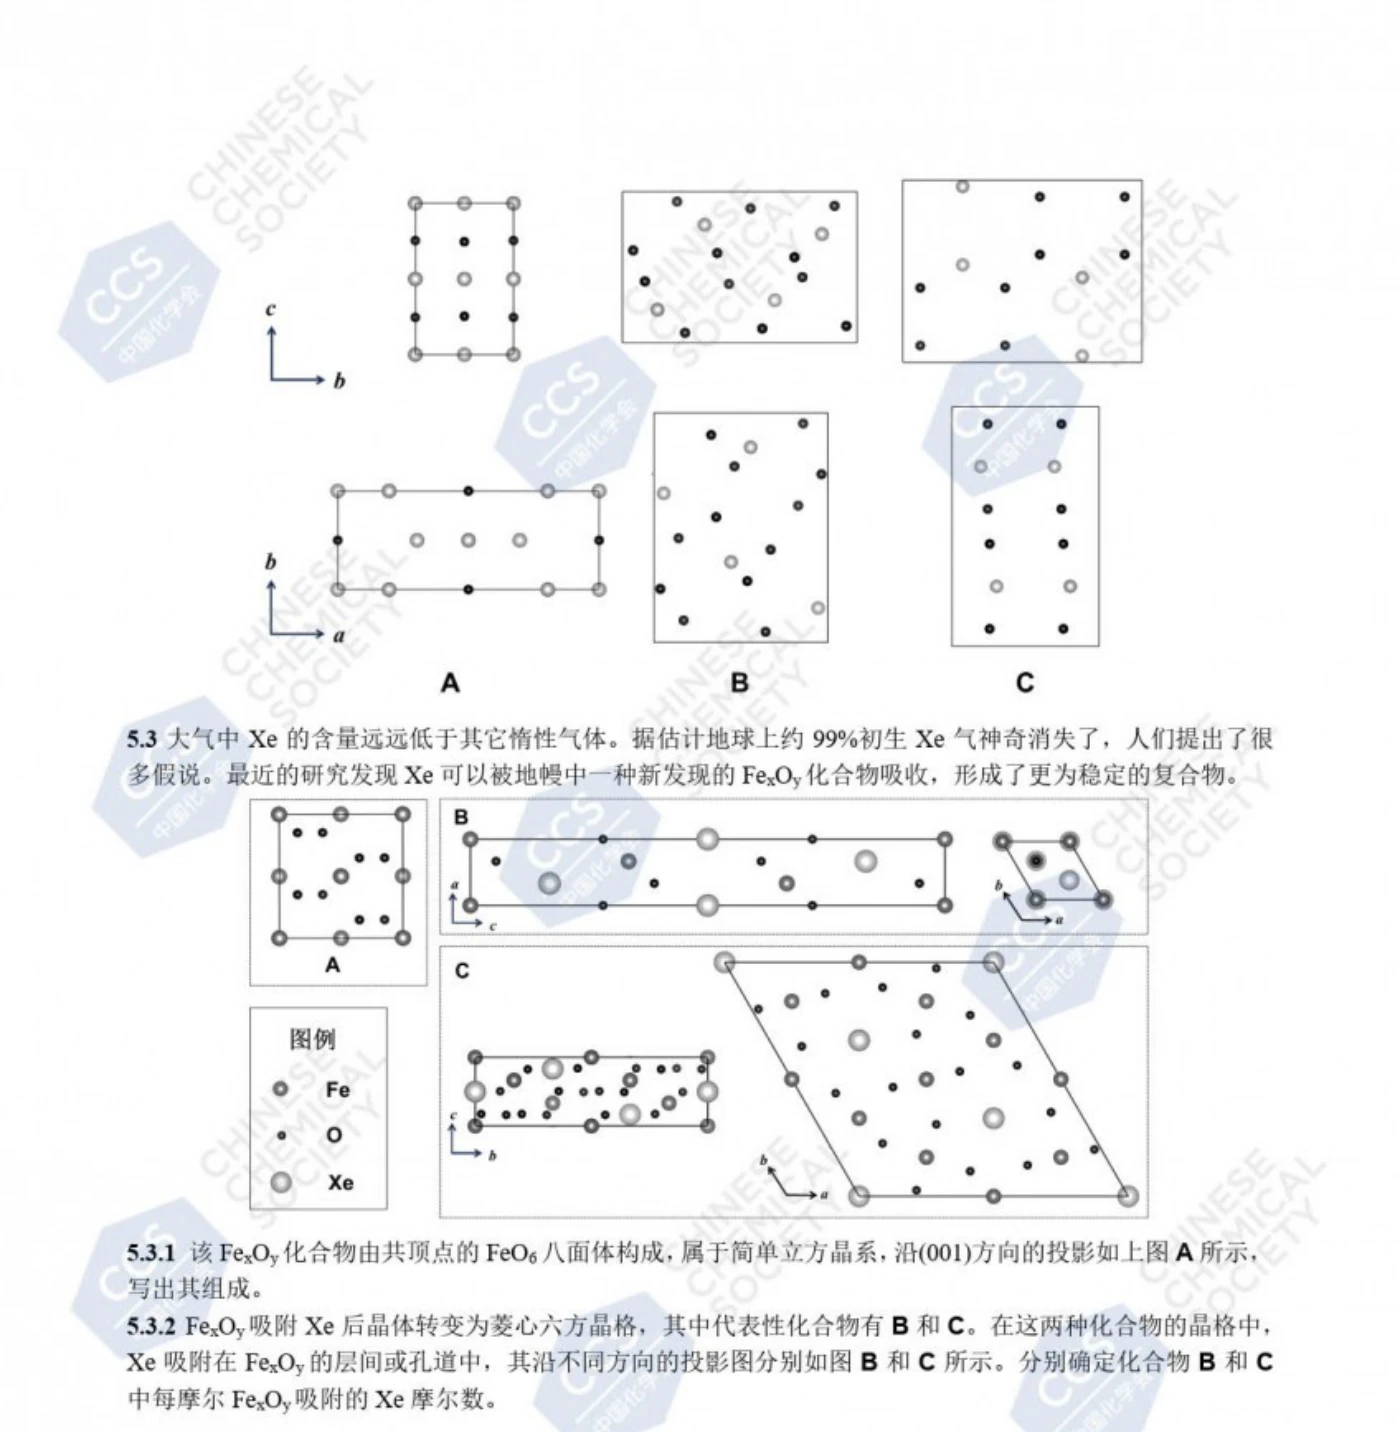 c
b
b
a
A
B
C
5.3 大气中 Xe 的含量远远低于其它惰性气体。据估计地球上约 99%初生 Xe 气神奇消失了，人们提出了很
多假说。最近的研究发现 Xe 可以被地幔中一种新发现的 FexOy 化合物吸收，形成了更为稳定的复合物。
A
B
a
c
b
a
图例
Fe
O
Xe
C
c
b
b
a
5.3.1 该 FexOy 化合物由共顶点的 FeO6 八面体构成，属于简单立方晶系，沿(001)方向的投影如上图 A 所示，
写出其组成。
5.3.2 FexOy 吸附 Xe 后晶体转变为菱心六方晶格，其中代表性化合物有 B 和 C。在这两种化合物的晶格中，
Xe 吸附在 FexOy 的层间或孔道中，其沿不同方向的投影图分别如图 B 和 C 所示。分别确定化合物 B 和 C
中每摩尔 FexOy 吸附的 Xe 摩尔数。
CCS
中国化学会
CHINESE
CHEMICAL
SOCIETY